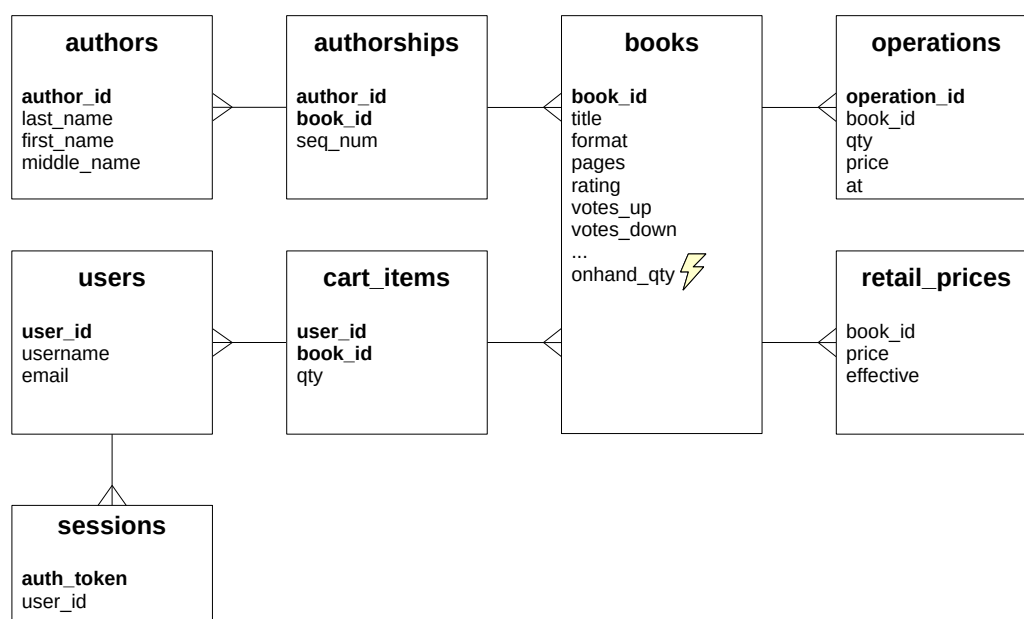 authors
author_id
last_name
first_name
middle_name
authorships
author_id
book_id
seq_num
books
book_id
title
format
pages
rating
votes_up
votes_down
...
onhand_qty
operations
operation_id
book_id
qty
price
at
users
user_id
username
email
cart_items
user_id
book_id
qty
retail_prices
book_id
price
effective
sessions
auth_token
user_id